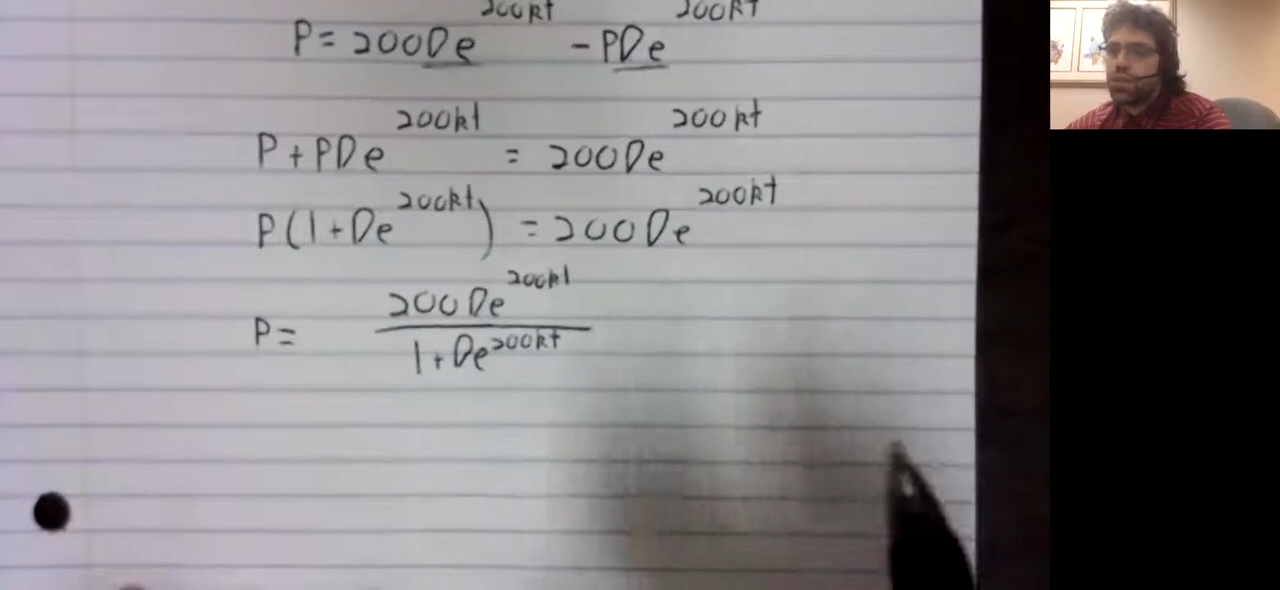 P = 200De^200kt - PDe^200kt
P + PDe^200kt = 200De^200kt
P(1 + De^200kt) = 200De^200kt
P = 200De^200kt / 1 + De^200kt